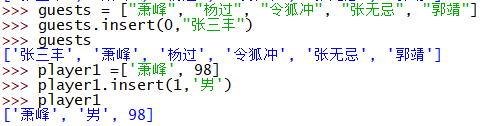 >>> guests = ["萧峰", "杨过", "令狐冲", "张无忌", "郭靖"]
>>> guests.insert(0,"张三丰")
>>> guests
['张三丰', '萧峰', '杨过', '令狐冲', '张无忌', '郭靖']
>>> player1 =['萧峰', 98]
>>> player1.insert(1,'男')
>>> player1
['萧峰', '男', 98]